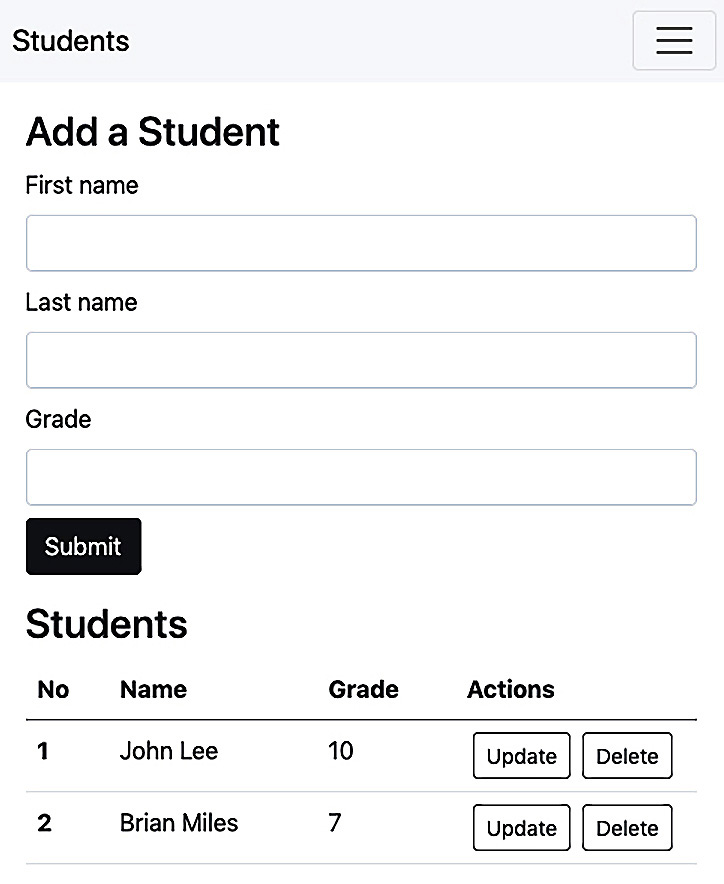 Students
Add a Student
First name
Last name
Grade
Submit
Students
No Name Grade Actions
1 John Lee 10 Update Delete
2 Brian Miles 7 Update Delete